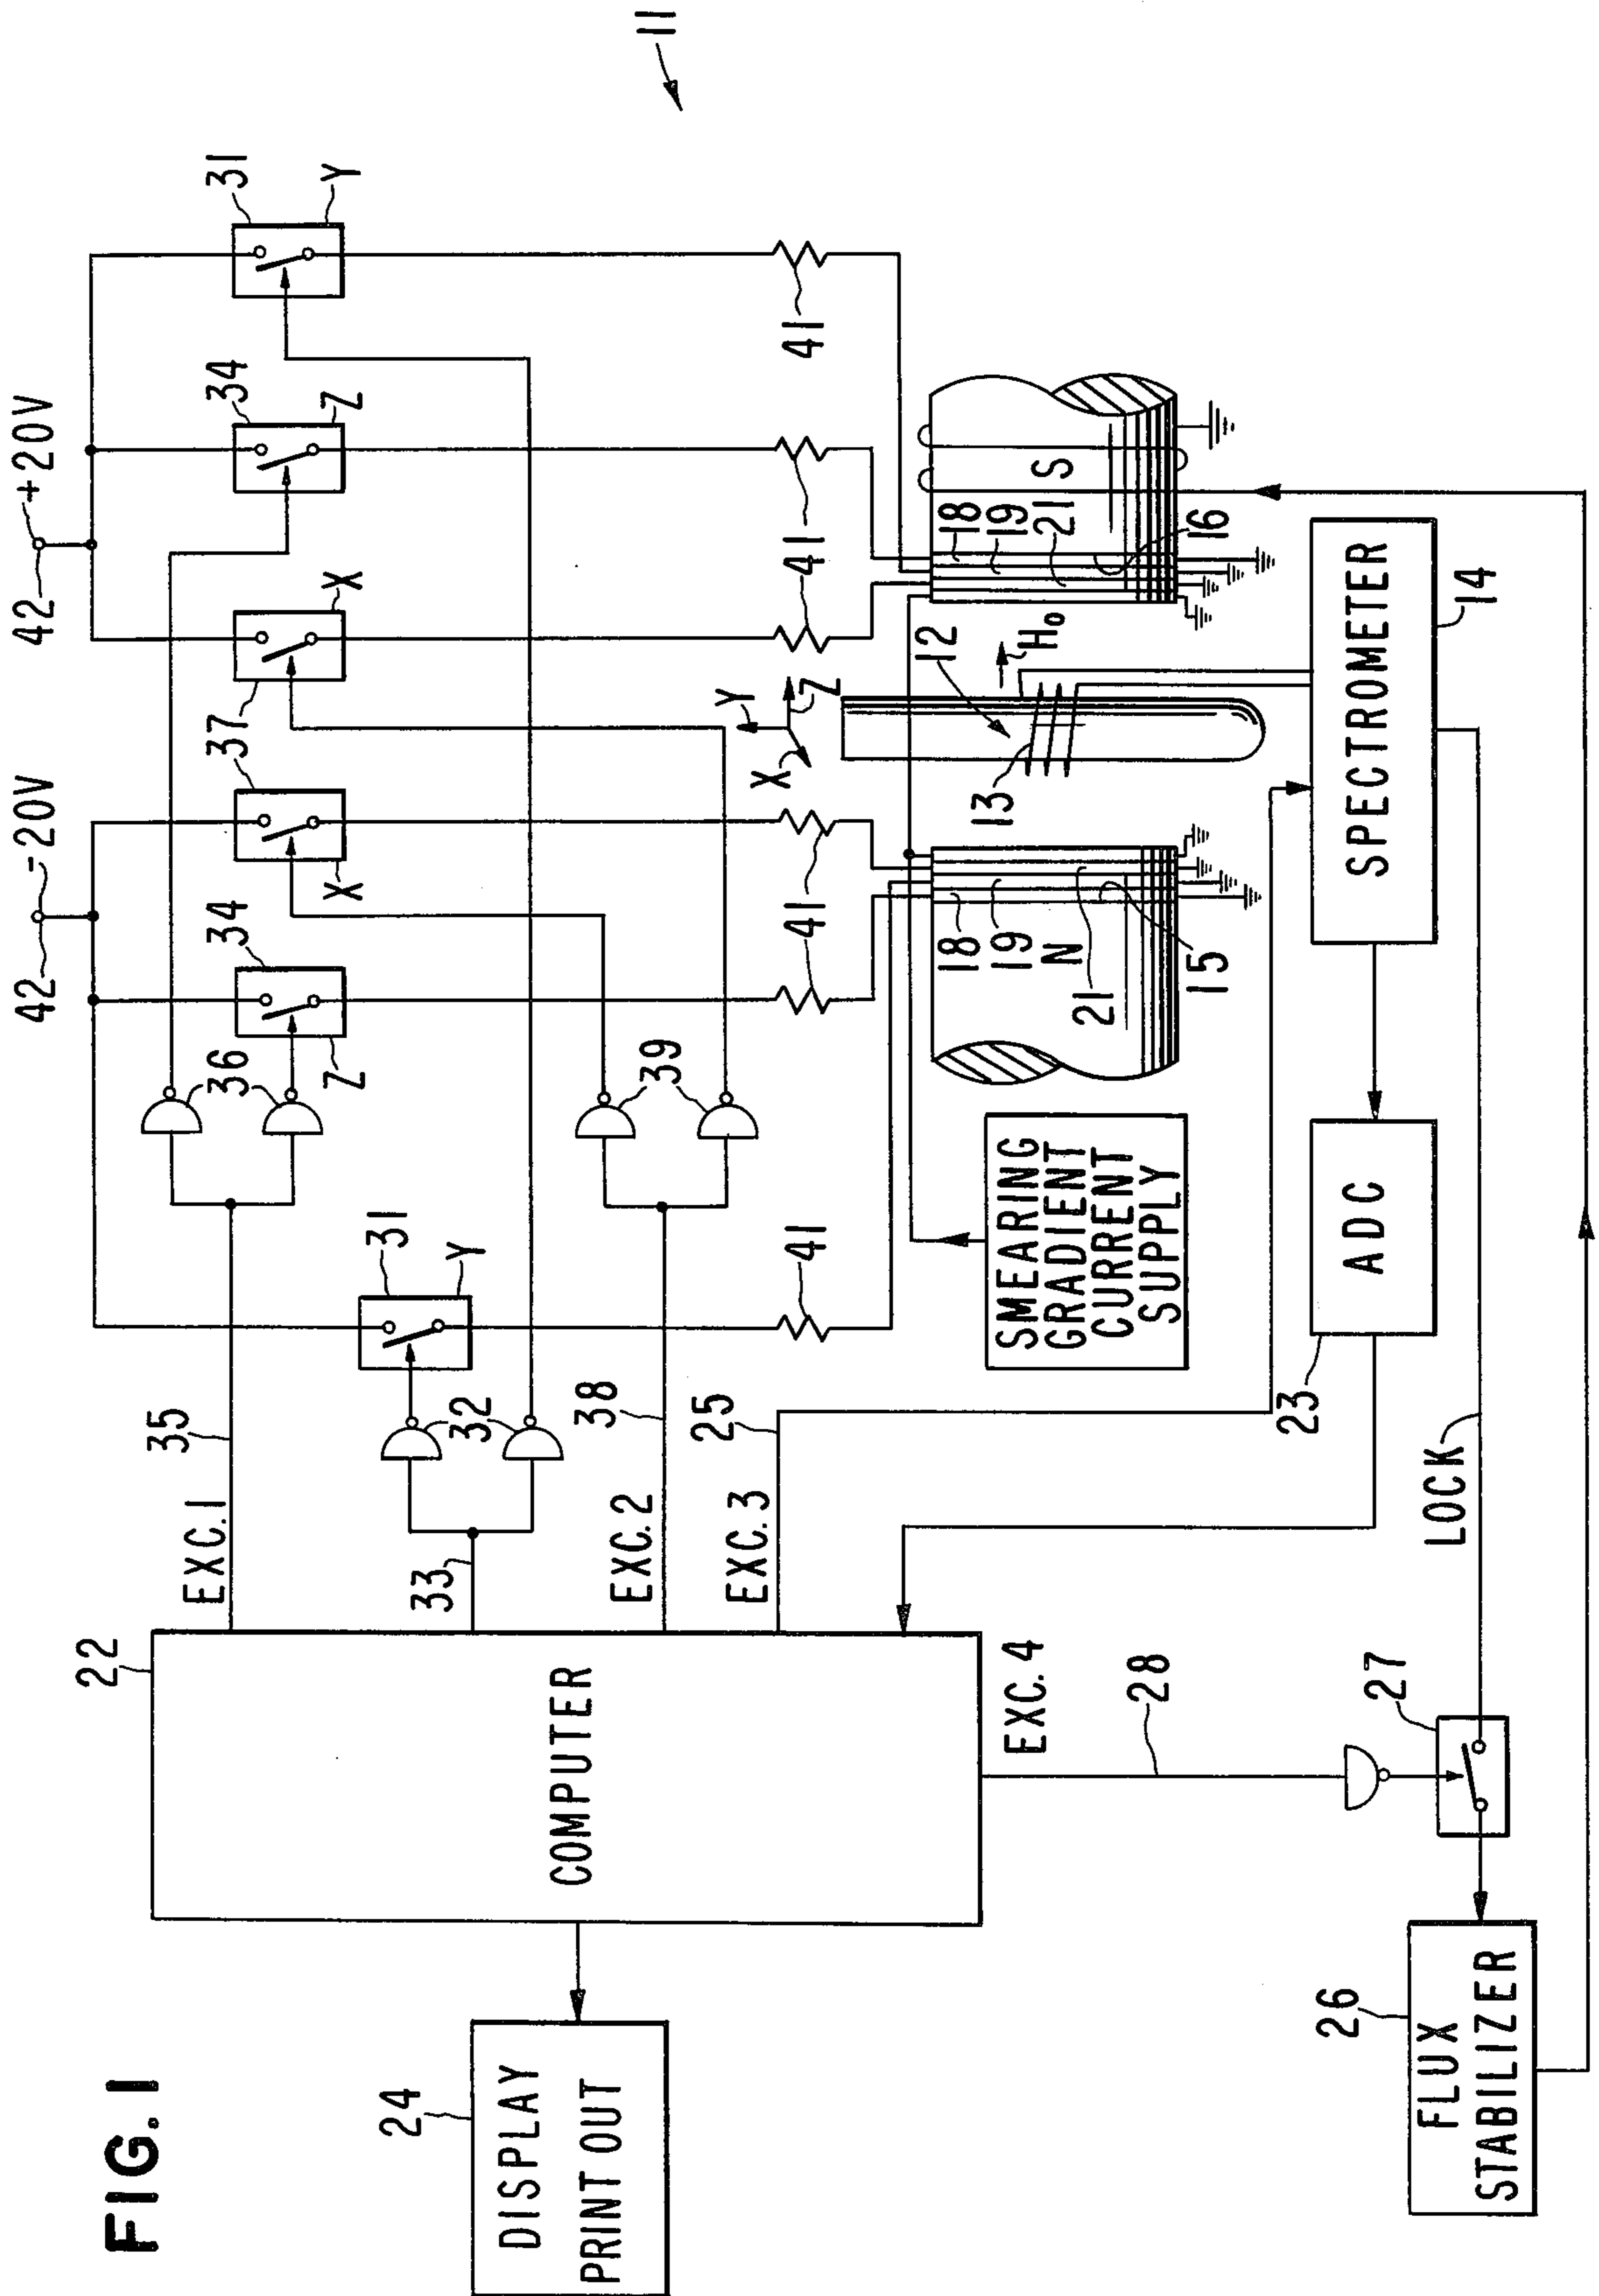 FIG. 1
11
42
-20V
42
+20V
36
34
Z
37
X
X
34
Z
31
Y
22
EXC. 1
35
33
32
31
Y
39
EXC. 2
38
EXC. 3
25
41
41
41
41
41
41
X
Y
Z
COMPUTER
24
DISPLAY
PRINT OUT
SMEARING
GRADIENT
CURRENT
SUPPLY
18
19
N
21
15
13
12
H0
18
19
21
16
S
EXC. 4
28
27
LOCK
23
ADC
SPECTROMETER
14
26
FLUX
STABILIZER